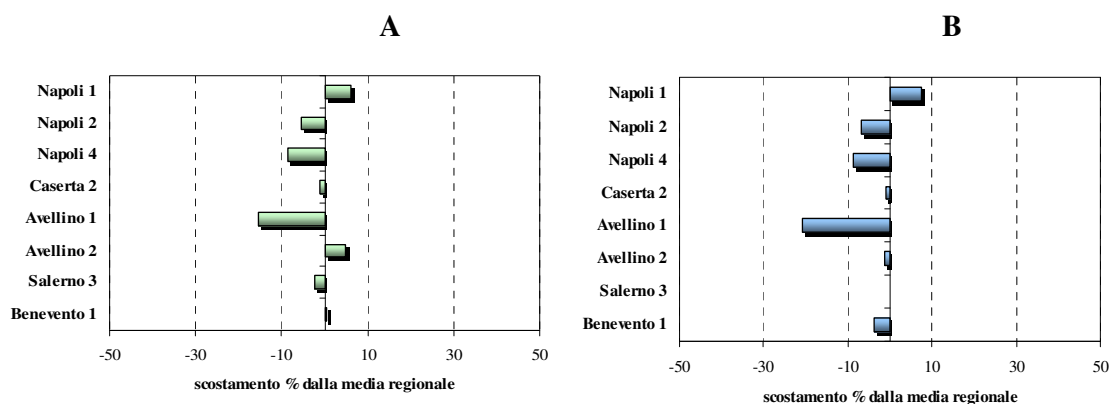 A
Napoli 1
Napoli 2
Napoli 4
Caserta 2
Avellino 1
Avellino 2
Salerno 3
Benevento 1
-50 -30 -10 10 30 50
scostamento % dalla media regionale
B
Napoli 1
Napoli 2
Napoli 4
Caserta 2
Avellino 1
Avellino 2
Salerno 3
Benevento 1
-50 -30 -10 10 30 50
scostamento % dalla media regionale